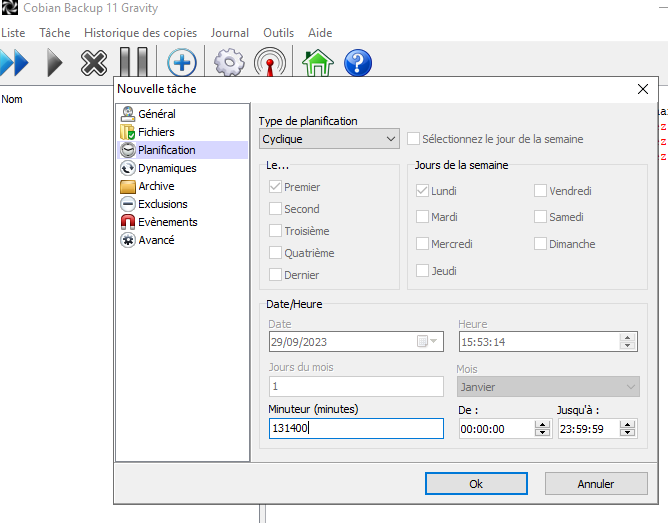 Cobian Backup 11 Gravity
Liste Tâche Historique des copies Journal Outils Aide
Nom
Nouvelle tâche
Général
Fichiers
Planification
Dynamiques
Archive
Exclusions
Evènements
Avancé
Type de planification
Cyclique
Sélectionnez le jour de la semaine
Le...
Premier
Second
Troisième
Quatrième
Dernier
Jours de la semaine
Lundi
Vendredi
Mardi
Samedi
Mercredi
Dimanche
Jeudi
Date/Heure
Date
Heure
29/09/2023
15:53:14
Jours du mois
Mois
1
Janvier
Minuteur (minutes)
De :
Jusqu'à :
131400
00:00:00
23:59:59
Ok
Annuler